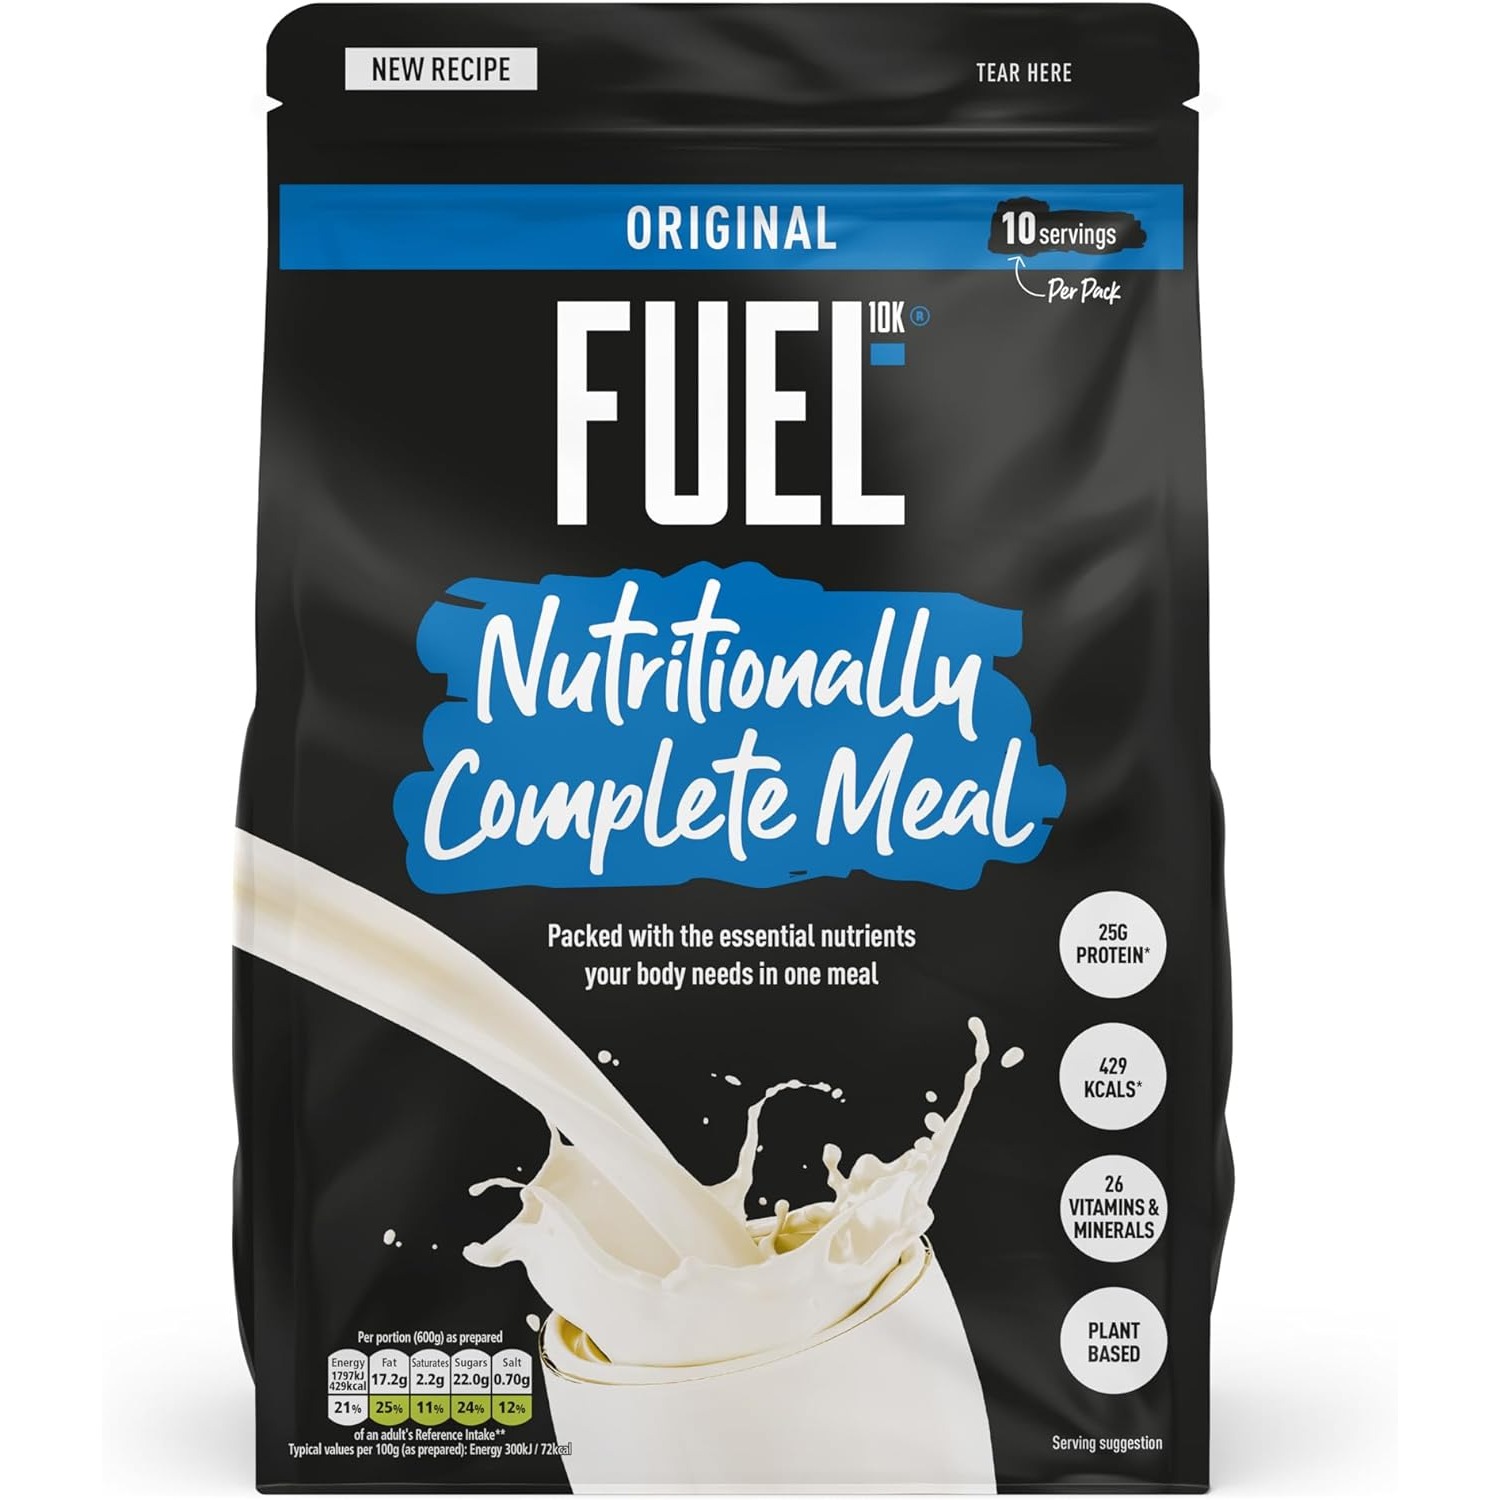 NEW RECIPE
TEAR HERE
ORIGINAL
10 servings
Per Pack
FUEL 10K ®
Nutritionally
Complete Meal
Packed with the essential nutrients
your body needs in one meal
25G
PROTEIN*
429
KCALS*
26
VITAMINS &
MINERALS
PLANT
BASED
Per portion (600g) as prepared
Energy Fat Saturates Sugars Salt
1797kJ
429kcal 17.2g 2.2g 22.0g 0.70g
21% 25% 11% 24% 12%
of an adult's Reference Intake**
Typical values per 100g (as prepared): Energy 300kJ / 72kcal
Serving suggestion